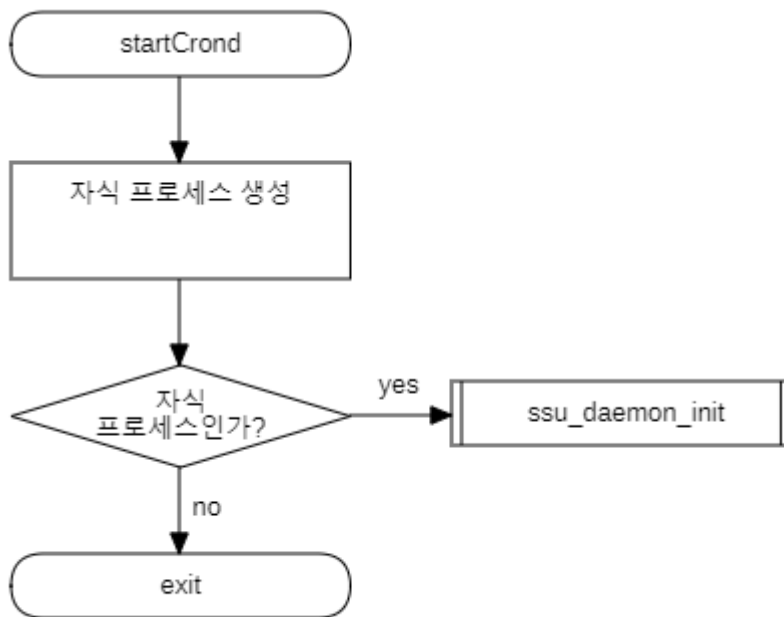 startCrond
자식 프로세스 생성
자식
프로세스인가?
yes
ssu_daemon_init
no
exit